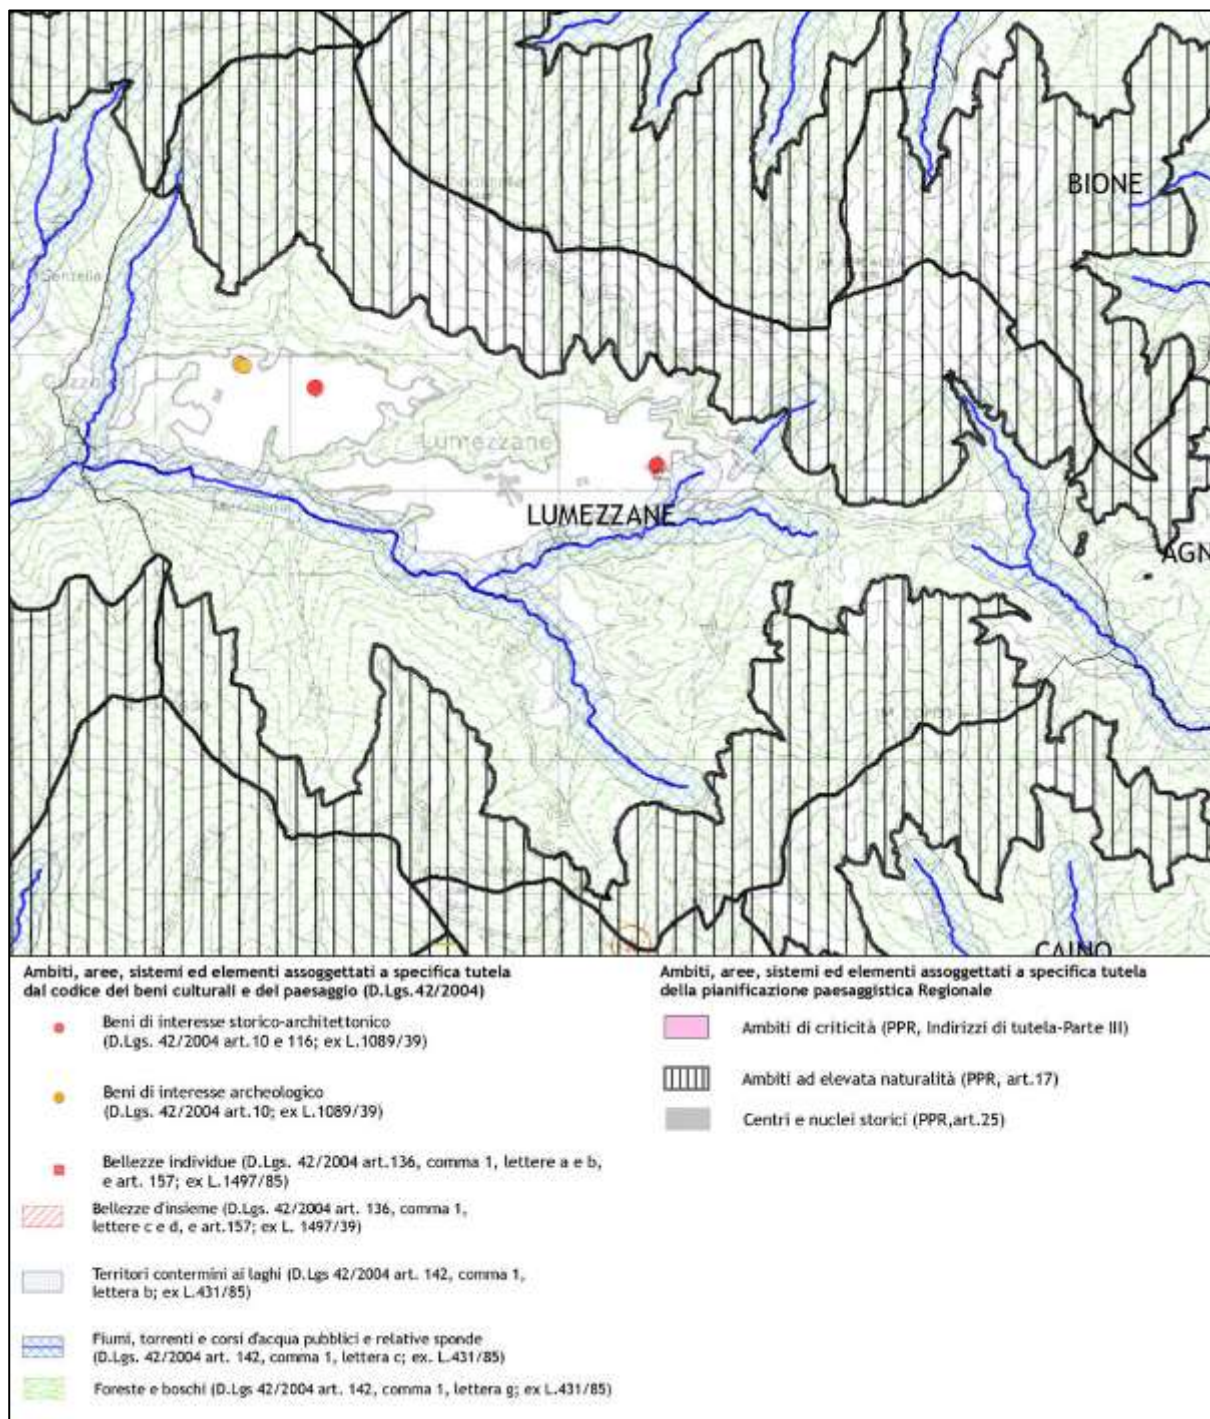 BIONE
Lumezzane
LUMEZZANE
AGN
CAINO
Ambiti, aree, sistemi ed elementi assoggettati a specifica tutela
dal codice dei beni culturali e del paesaggio (D.Lgs.42/2004)
Beni di interesse storico-architettonico
(D.Lgs. 42/2004 art.10 e 116; ex L.1089/39)
Beni di interesse archeologico
(D.Lgs. 42/2004 art.10; ex L.1089/39)
Bellezze individue (D.Lgs. 42/2004 art.136, comma 1, lettere a e b,
e art. 157; ex L.1497/85)
Bellezze d'insieme (D.Lgs. 42/2004 art. 136, comma 1,
lettere c e d, e art.157; ex L. 1497/39)
Territori contermini ai laghi (D.Lgs 42/2004 art. 142, comma 1,
lettera b; ex L.431/85)
Fiumi, torrenti e corsi d'acqua pubblici e relative sponde
(D.Lgs. 42/2004 art. 142, comma 1, lettera c; ex. L.431/85)
Foreste e boschi (D.Lgs 42/2004 art. 142, comma 1, lettera g; ex L.431/85)
Ambiti, aree, sistemi ed elementi assoggettati a specifica tutela
della pianificazione paesaggistica Regionale
Ambiti di criticità (PPR, Indirizzi di tutela-Parte III)
Ambiti ad elevata naturalità (PPR, art.17)
Centri e nuclei storici (PPR,art.25)